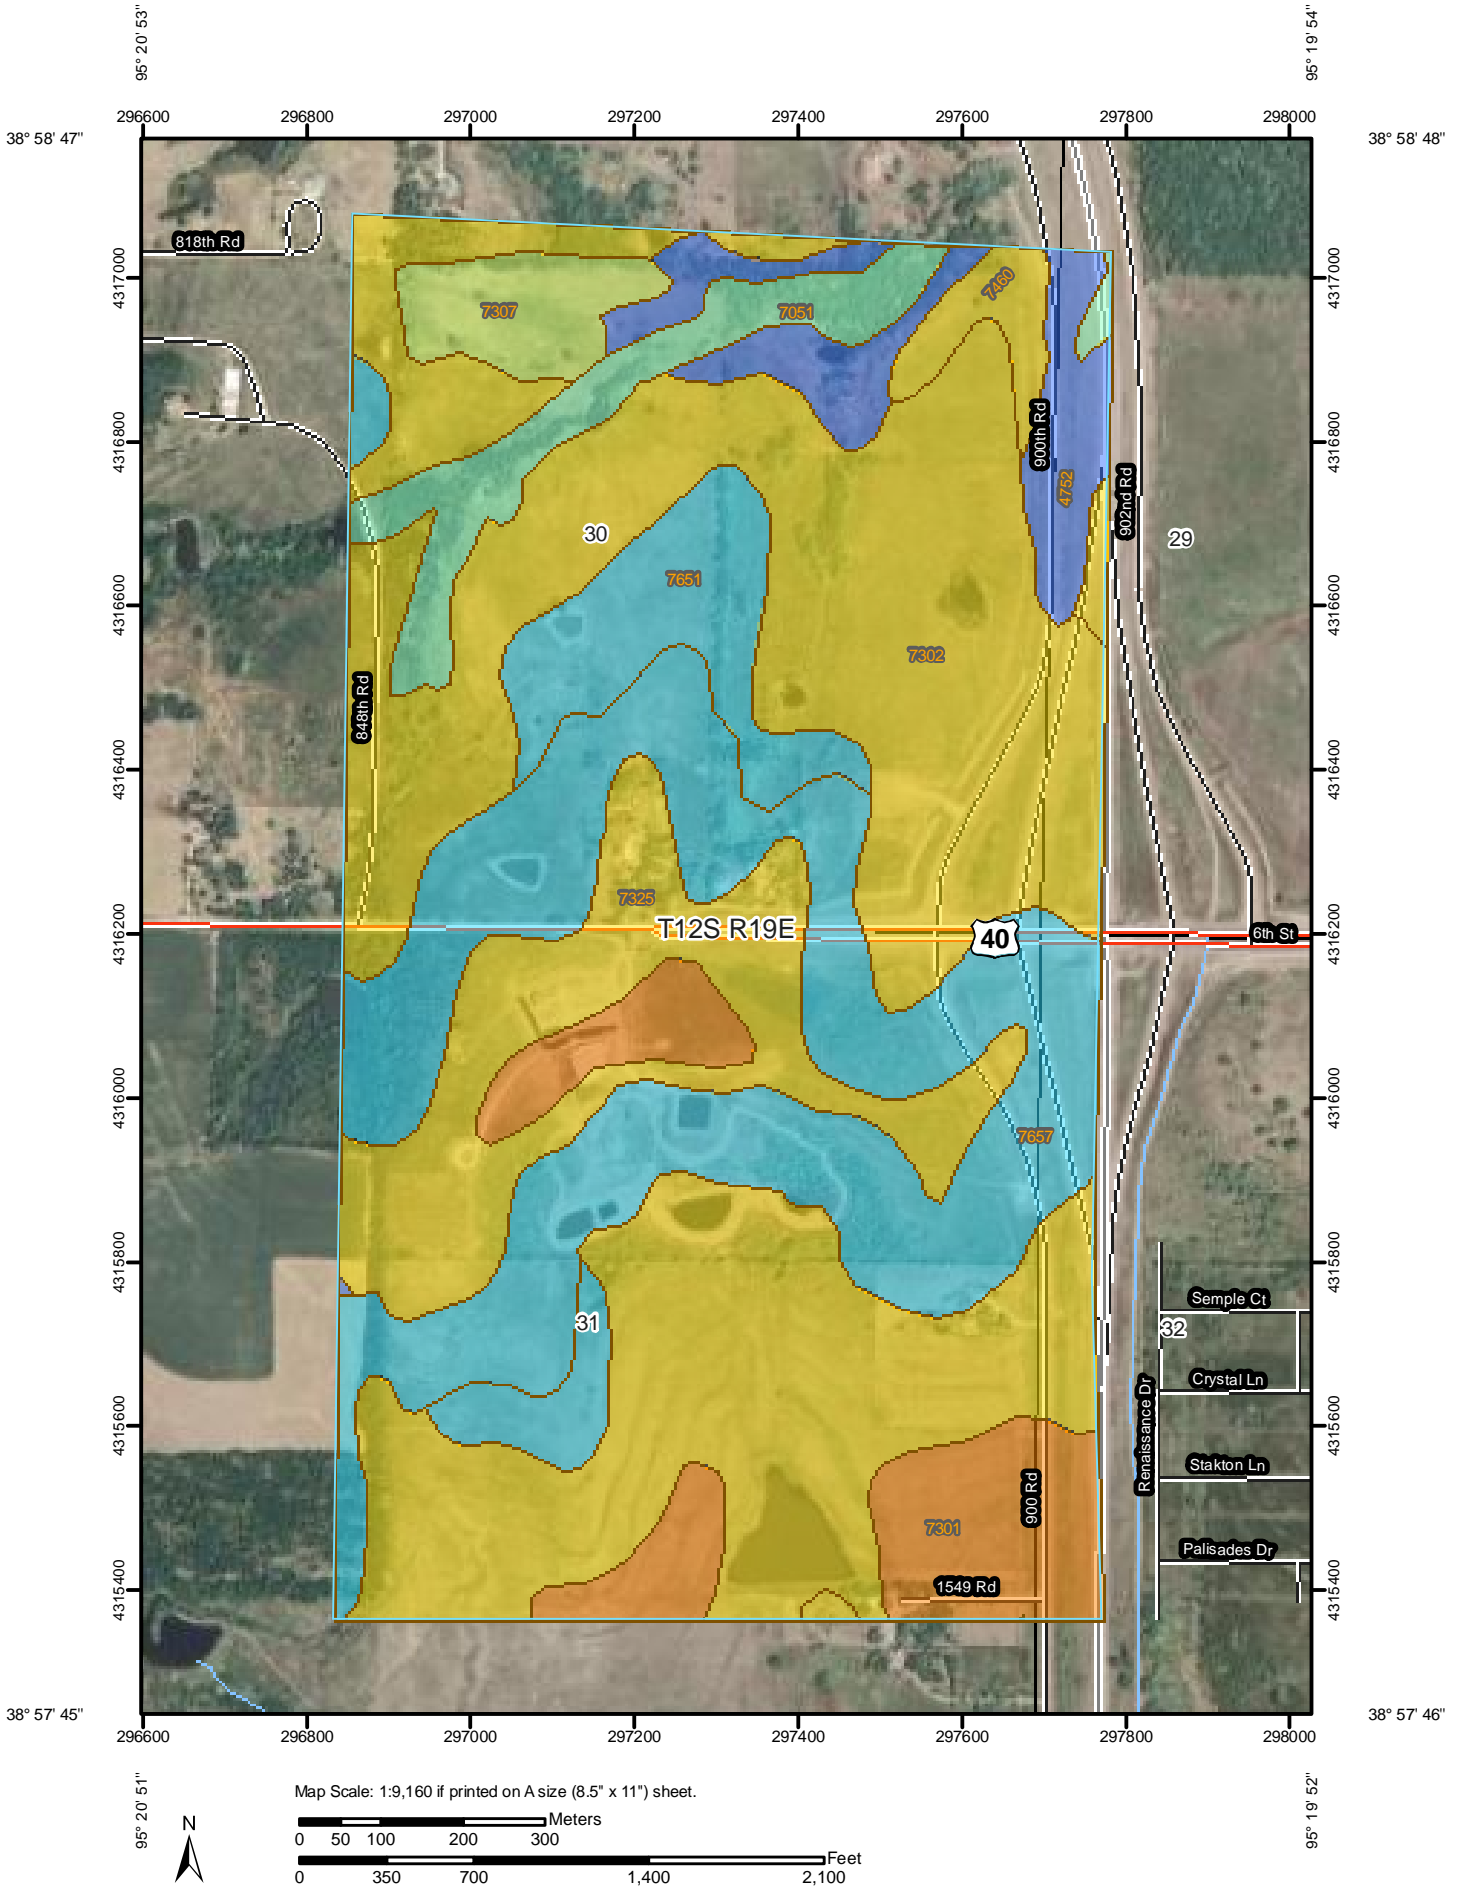 95° 20' 53"
95° 19' 54"
296600
296800
297000
297200
297400
297600
297800
298000
38° 58' 47"
38° 58' 48"
818th Rd
4317000
4317000
7307
7051
7460
4316800
900th Rd
4752
902nd Rd
4316800
30
29
7651
4316600
4316600
7302
848th Rd
4316400
4316400
7325
T12S R19E
40
6th St
4316200
4316200
4316000
4316000
7657
4315800
4315800
Semple Ct
31
32
Crystal Ln
4315600
Renaissance Dr
4315600
Stakton Ln
900 Rd
7301
Palisades Dr
4315400
1549 Rd
4315400
38° 57' 45"
38° 57' 46"
296600
296800
297000
297200
297400
297600
297800
298000
95° 20' 51"
95° 19' 52"
Map Scale: 1:9,160 if printed on A size (8.5" x 11") sheet.
N
Meters
0 50 100 200 300
Feet
0 350 700 1,400 2,100